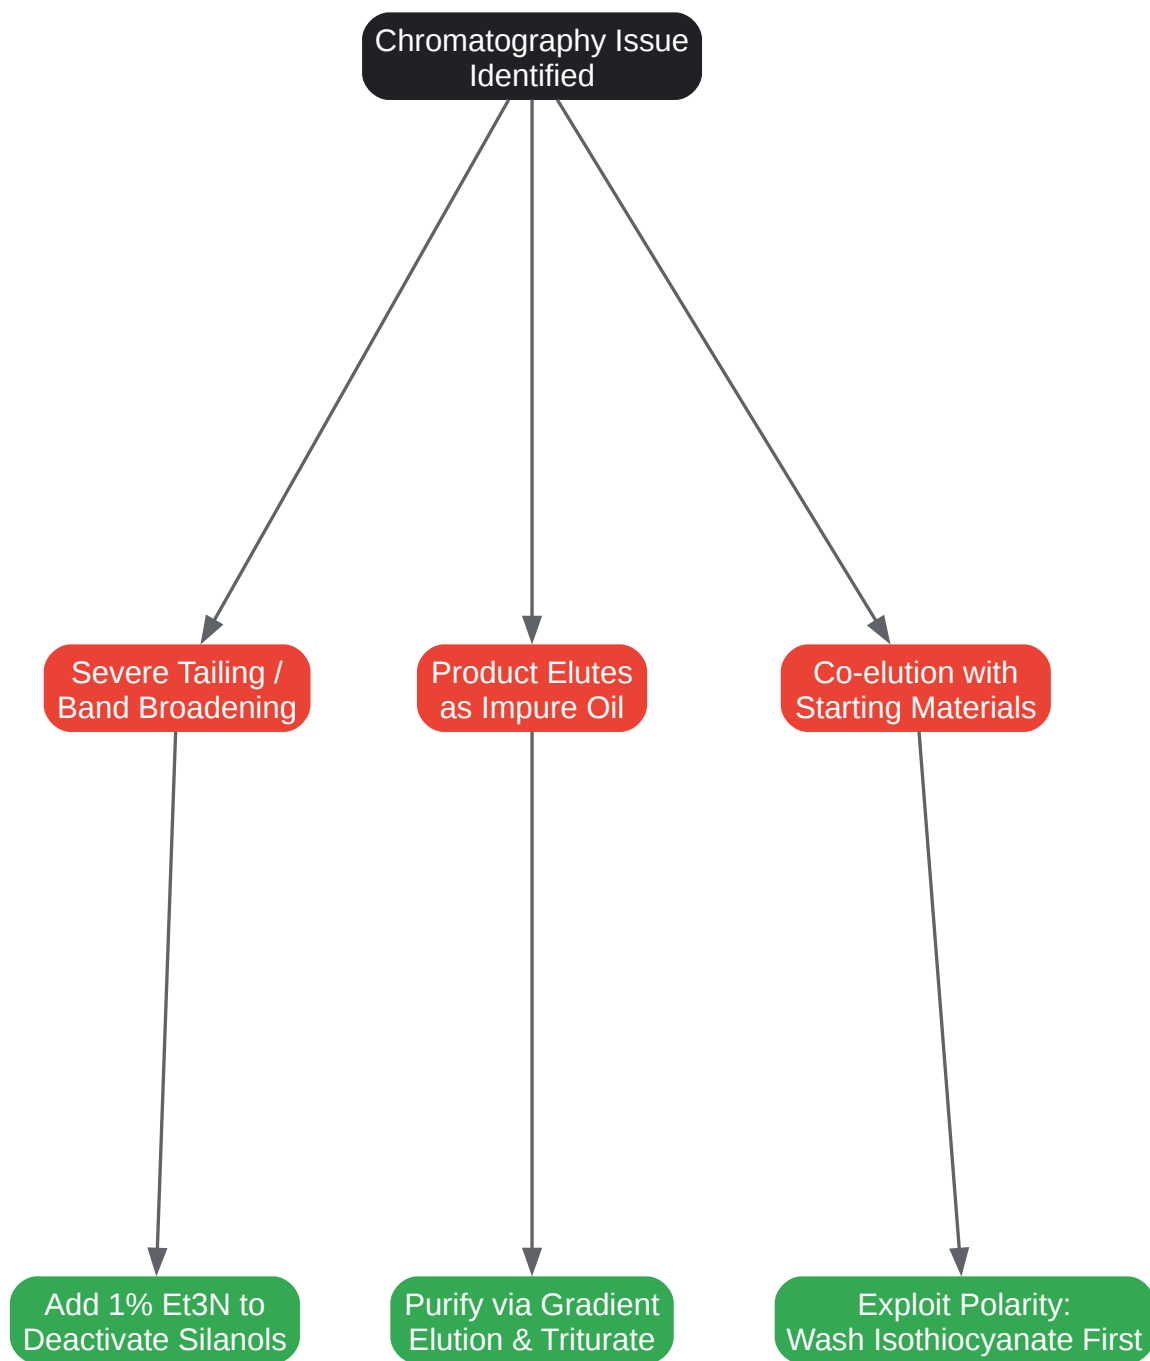 Chromatography Issue
Identified
Severe Tailing /
Band Broadening
Product Elutes
as Impure Oil
Co-elution with
Starting Materials
Add 1% Et3N to
Deactivate Silanols
Purify via Gradient
Elution & Triturate
Exploit Polarity:
Wash Isothiocyanate First